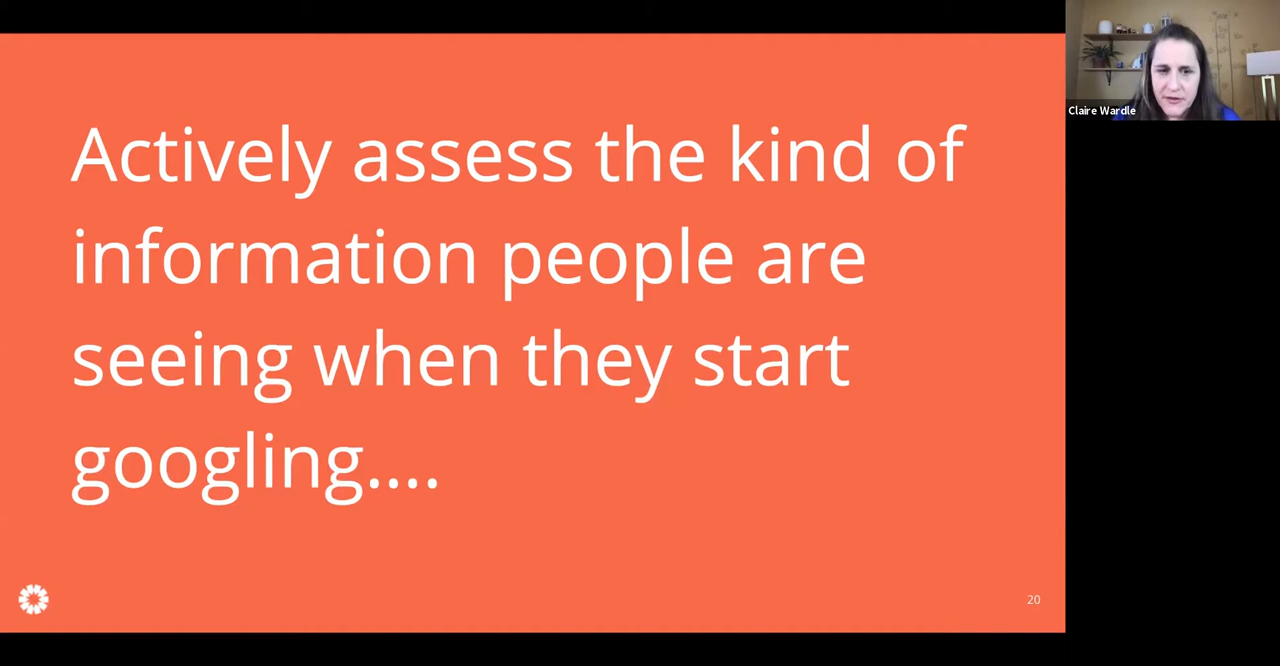 Actively assess the kind of
information people are
seeing when they start
googling....
20
Claire Wardle